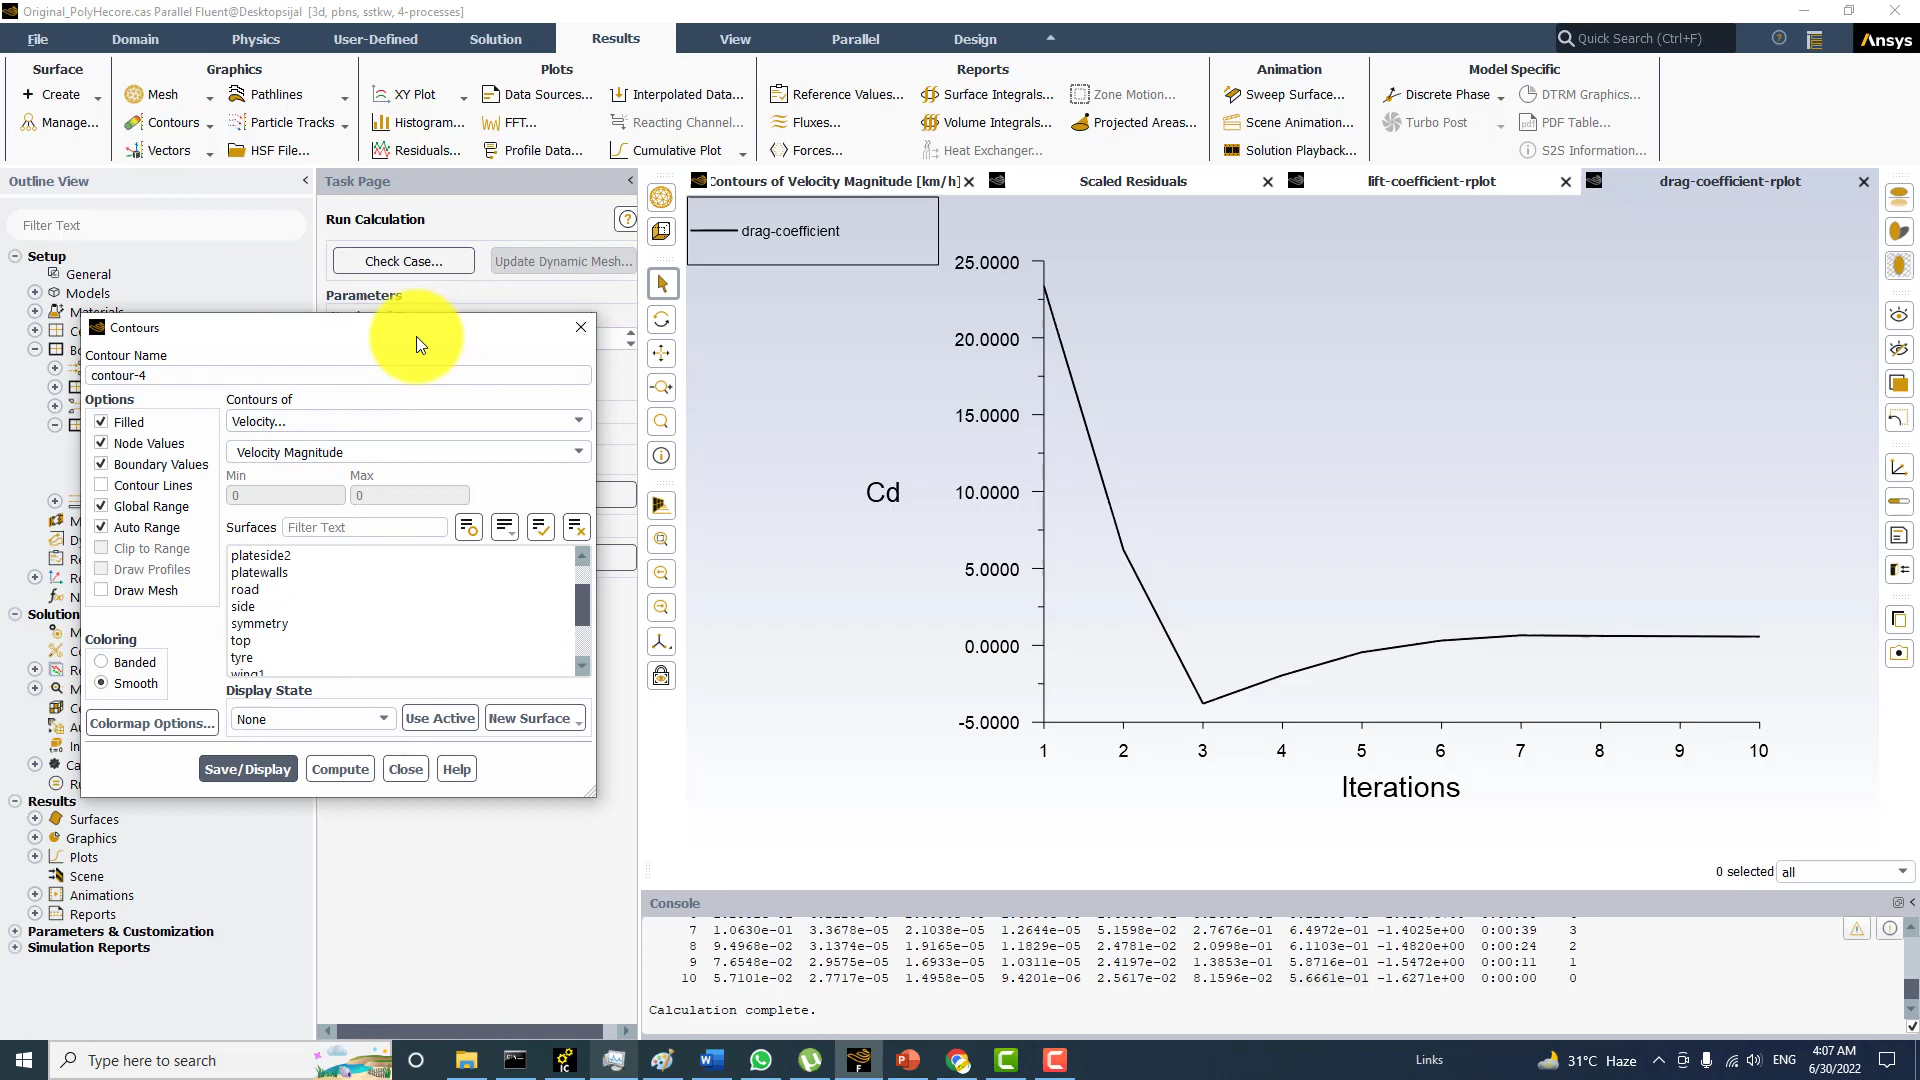 Original_PolyHecore.cas Parallel Fluent@Desktopsijal [3d, pbns, sstkw, 4-processes]
File Domain Physics User-Defined Solution Results View Parallel Design Quick Search (Ctrl+F) Ansys
Surface Graphics Plots Reports Animation Model Specific
+ Create Mesh Pathlines XY Plot Data Sources... Interpolated Data... Reference Values... Surface Integrals... Zone Motion... Sweep Surface... Discrete Phase DTRM Graphics...
Manage... Contours Particle Tracks Histogram... FFT... Reacting Channel... Fluxes... Volume Integrals... Projected Areas... Scene Animation... Turbo Post PDF Table...
Vectors HSF File... Residuals... Profile Data... Cumulative Plot Forces... Heat Exchanger... Solution Playback... S2S Information...
Outline View
Filter Text
Setup
General
Models
Results
Surfaces
Graphics
Plots
Scene
Animations
Reports
Parameters & Customization
Simulation Reports
Task Page
Run Calculation
Check Case... Update Dynamic Mesh...
Parameters
Contours
Contour Name
contour-4
Options
Filled
Node Values
Boundary Values
Contour Lines
Global Range
Auto Range
Clip to Range
Draw Profiles
Draw Mesh
Coloring
Banded
Smooth
Colormap Options...
Contours of
Velocity...
Velocity Magnitude
Min Max
0 0
Surfaces Filter Text
plateside2
platewalls
road
side
symmetry
top
tyre
wing1
Display State
None Use Active New Surface
Save/Display Compute Close Help
Contours of Velocity Magnitude [km/h] Scaled Residuals lift-coefficient-rplot drag-coefficient-rplot
drag-coefficient
25.0000
20.0000
15.0000
Cd
10.0000
5.0000
0.0000
-5.0000
1 2 3 4 5 6 7 8 9 10
Iterations
0 selected all
Console
7 1.0630e-01 3.3678e-05 2.1038e-05 1.2644e-05 5.1598e-02 2.7676e-01 6.4972e-01 -1.4025e+00 0:00:39 3
8 9.4968e-02 3.1374e-05 1.9165e-05 1.1829e-05 2.4781e-02 2.0998e-01 6.1103e-01 -1.4820e+00 0:00:24 2
9 7.6548e-02 2.9575e-05 1.6933e-05 1.0311e-05 2.4197e-02 1.3853e-01 5.8716e-01 -1.5472e+00 0:00:11 1
10 5.7101e-02 2.7717e-05 1.4958e-05 9.4201e-06 2.5617e-02 8.1596e-02 5.6661e-01 -1.6271e+00 0:00:00 0
Calculation complete.
Type here to search
Links 31°C Haze ENG 4:07 AM
6/30/2022